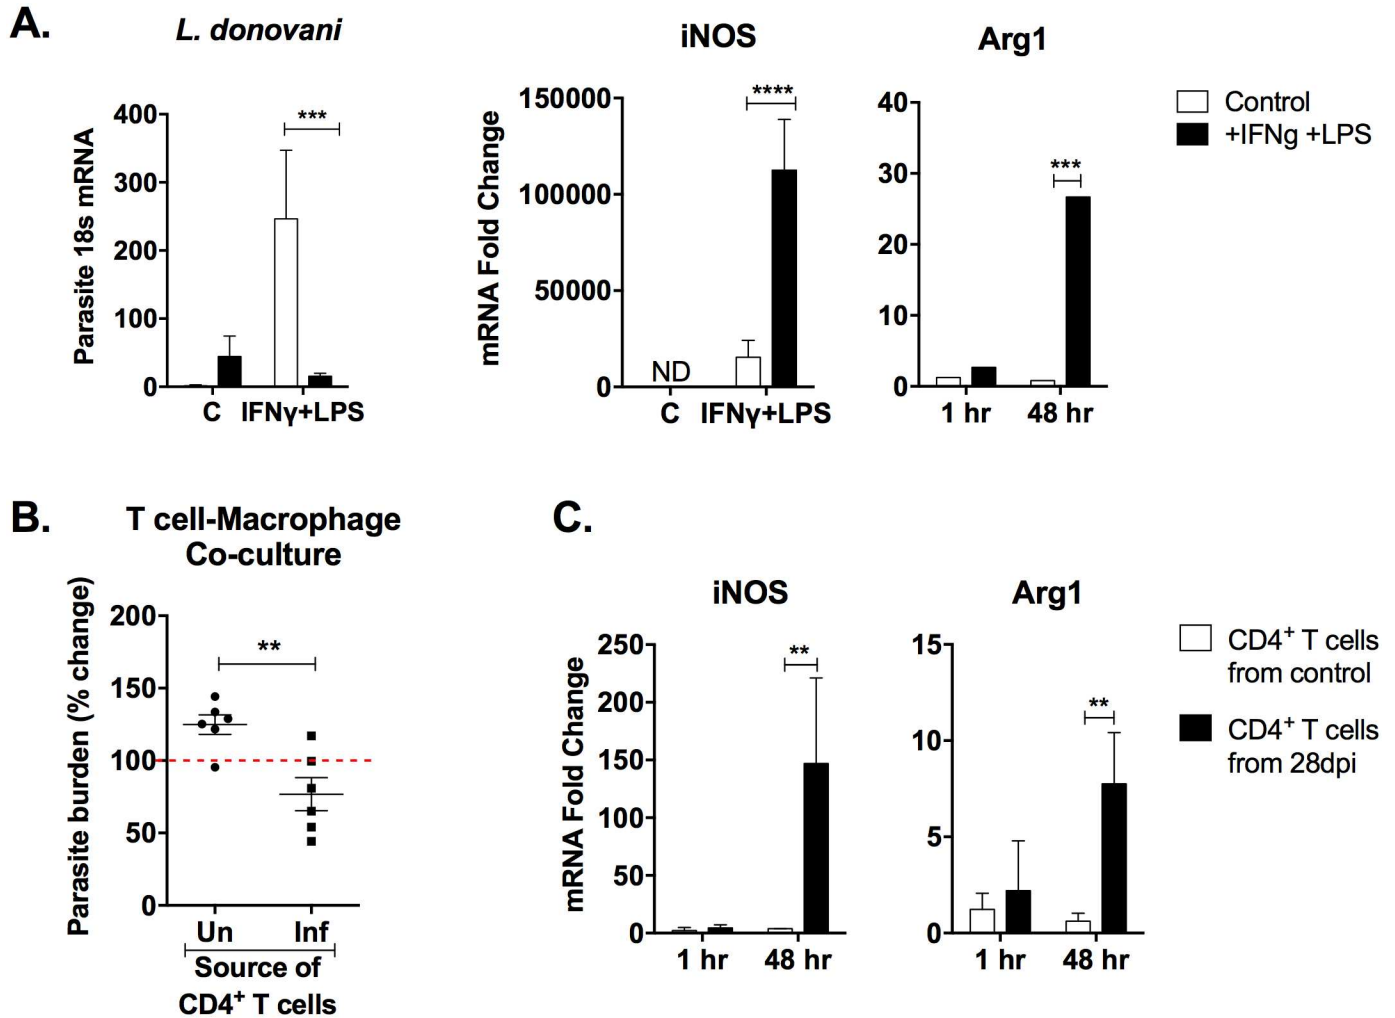 A.
L. donovani
Parasite 18s mRNA
400
300
200
100
0
***
C
IFNγ+LPS
iNOS
mRNA Fold Change
150000
100000
50000
0
****
ND
C
IFNγ+LPS
Arg1
40
30
20
10
0
***
1 hr
48 hr
Control
+IFNg +LPS
B.
T cell-Macrophage
Co-culture
Parasite burden (% change)
200
150
100
50
0
**
Un
Inf
Source of
CD4⁺ T cells
C.
iNOS
mRNA Fold Change
250
200
150
100
50
0
**
1 hr
48 hr
Arg1
15
10
5
0
**
1 hr
48 hr
CD4⁺ T cells
from control
CD4⁺ T cells
from 28dpi